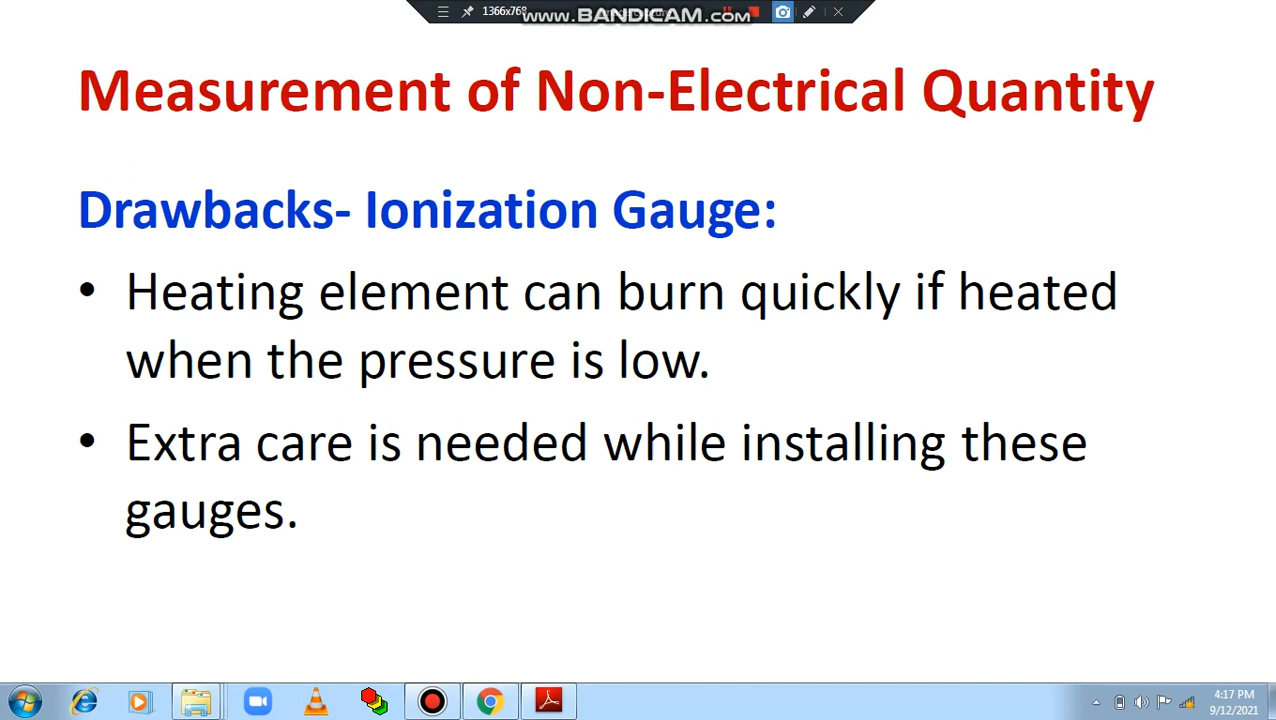 1366x768
www.BANDICAM.com
Measurement of Non-Electrical Quantity
Drawbacks- Ionization Gauge:
• Heating element can burn quickly if heated
when the pressure is low.
• Extra care is needed while installing these
gauges.
4:17 PM
9/12/2021